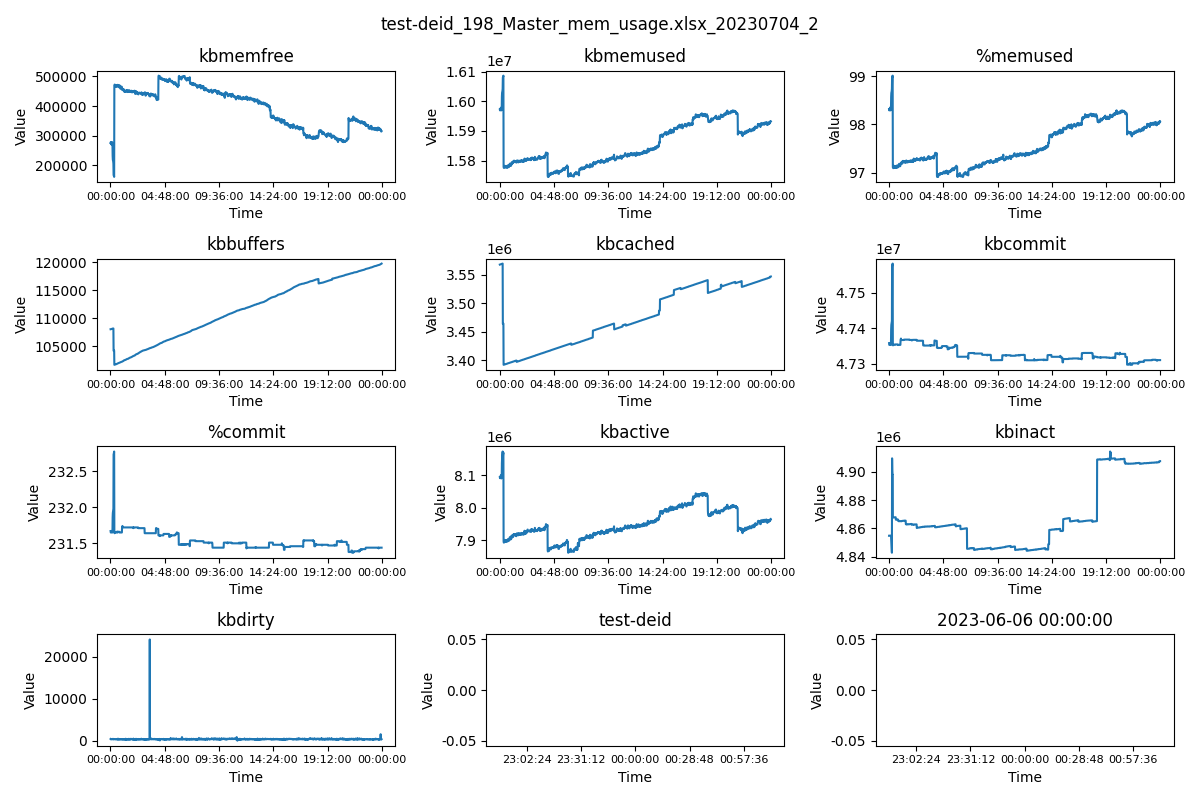 test-deid_198_Master_mem_usage.xlsx_20230704_2
kbmemfree
Value
500000
400000
300000
200000
00:00:00 04:48:00 09:36:00 14:24:00 19:12:00 00:00:00
Time
kbmemused
1e7
Value
1.61
1.60
1.59
1.58
00:00:00 04:48:00 09:36:00 14:24:00 19:12:00 00:00:00
Time
%memused
Value
99
98
97
00:00:00 04:48:00 09:36:00 14:24:00 19:12:00 00:00:00
Time
kbbuffers
Value
120000
115000
110000
105000
00:00:00 04:48:00 09:36:00 14:24:00 19:12:00 00:00:00
Time
kbcached
1e6
Value
3.55
3.50
3.45
3.40
00:00:00 04:48:00 09:36:00 14:24:00 19:12:00 00:00:00
Time
kbcommit
1e7
Value
4.75
4.74
4.73
00:00:00 04:48:00 09:36:00 14:24:00 19:12:00 00:00:00
Time
%commit
Value
232.5
232.0
231.5
00:00:00 04:48:00 09:36:00 14:24:00 19:12:00 00:00:00
Time
kbactive
1e6
Value
8.1
8.0
7.9
00:00:00 04:48:00 09:36:00 14:24:00 19:12:00 00:00:00
Time
kbinact
1e6
Value
4.90
4.88
4.86
4.84
00:00:00 04:48:00 09:36:00 14:24:00 19:12:00 00:00:00
Time
kbdirty
Value
20000
10000
0
00:00:00 04:48:00 09:36:00 14:24:00 19:12:00 00:00:00
Time
test-deid
Value
0.05
0.00
-0.05
23:02:24 23:31:12 00:00:00 00:28:48 00:57:36
Time
2023-06-06 00:00:00
Value
0.05
0.00
-0.05
23:02:24 23:31:12 00:00:00 00:28:48 00:57:36
Time